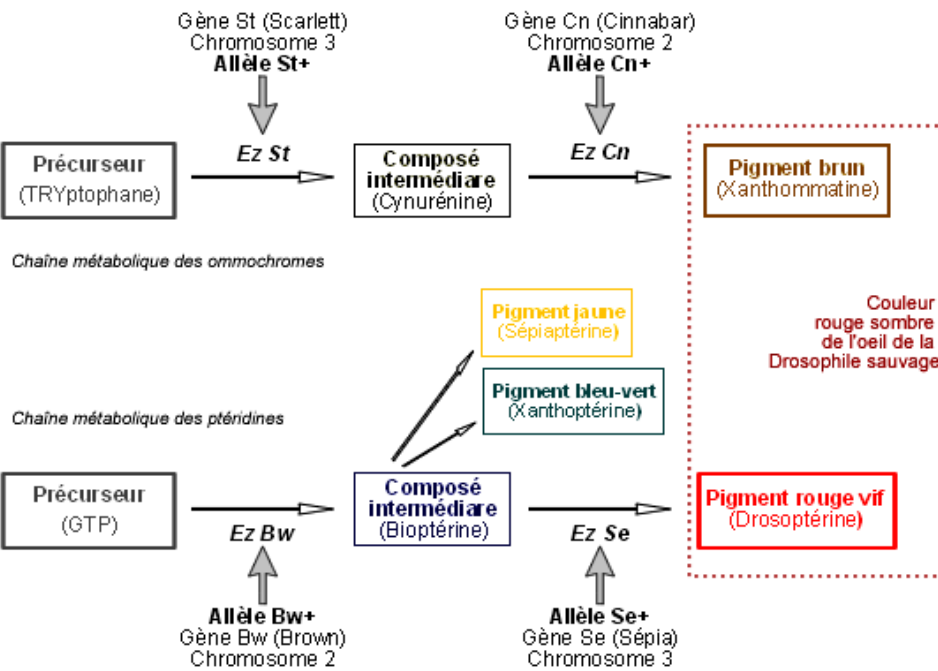 Gène St (Scarlett)
Chromosome 3
Allèle St+
Gène Cn (Cinnabar)
Chromosome 2
Allèle Cn+
Précurseur
(TRYptophane)
Ez St
Composé
intermédiare
(Cynurénine)
Ez Cn
Pigment brun
(Xanthommatine)
Chaîne métabolique des ommochromes
Pigment jaune
(Sépiaptérine)
Couleur
rouge sombre
de l'oeil de la
Drosophile sauvage
Pigment bleu-vert
(Xanthoptérine)
Chaîne métabolique des ptéridines
Précurseur
(GTP)
Ez Bw
Composé
intermédiare
(Bioptérine)
Ez Se
Pigment rouge vif
(Drosoptérine)
Allèle Bw+
Gène Bw (Brown)
Chromosome 2
Allèle Se+
Gène Se (Sépia)
Chromosome 3